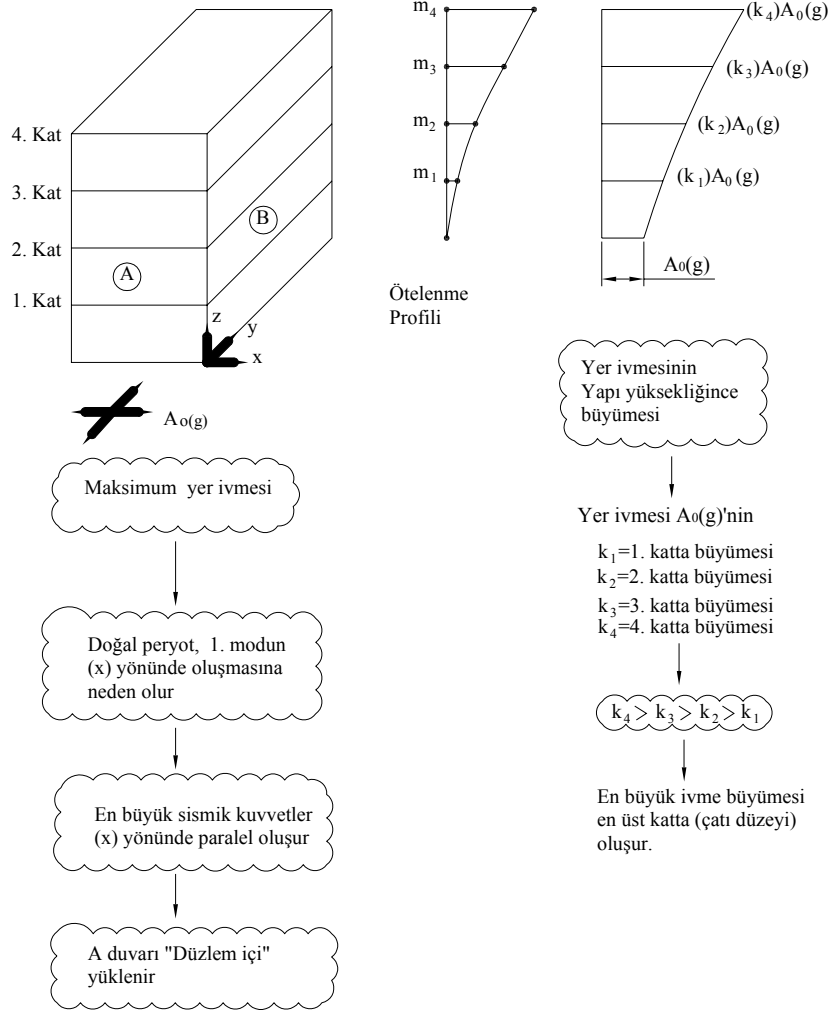 4. Kat
3. Kat
2. Kat
1. Kat
A
B
z
y
x
A₀(g)
m₄
m₃
m₂
m₁
Ötelenme
Profili
(k₄)A₀(g)
(k₃)A₀(g)
(k₂)A₀(g)
(k₁)A₀(g)
A₀(g)
Maksimum yer ivmesi
Doğal peryot, 1. modun
(x) yönünde oluşmasına
neden olur
En büyük sismik kuvvetler
(x) yönünde paralel oluşur
A duvarı "Düzlem içi"
yüklenir
Yer ivmesinin
Yapı yüksekliğince
büyümesi
Yer ivmesi A₀(g)'nin
k₁=1. katta büyümesi
k₂=2. katta büyümesi
k₃=3. katta büyümesi
k₄=4. katta büyümesi
k₄> k₃> k₂> k₁
En büyük ivme büyümesi
en üst katta (çatı düzeyi)
oluşur.